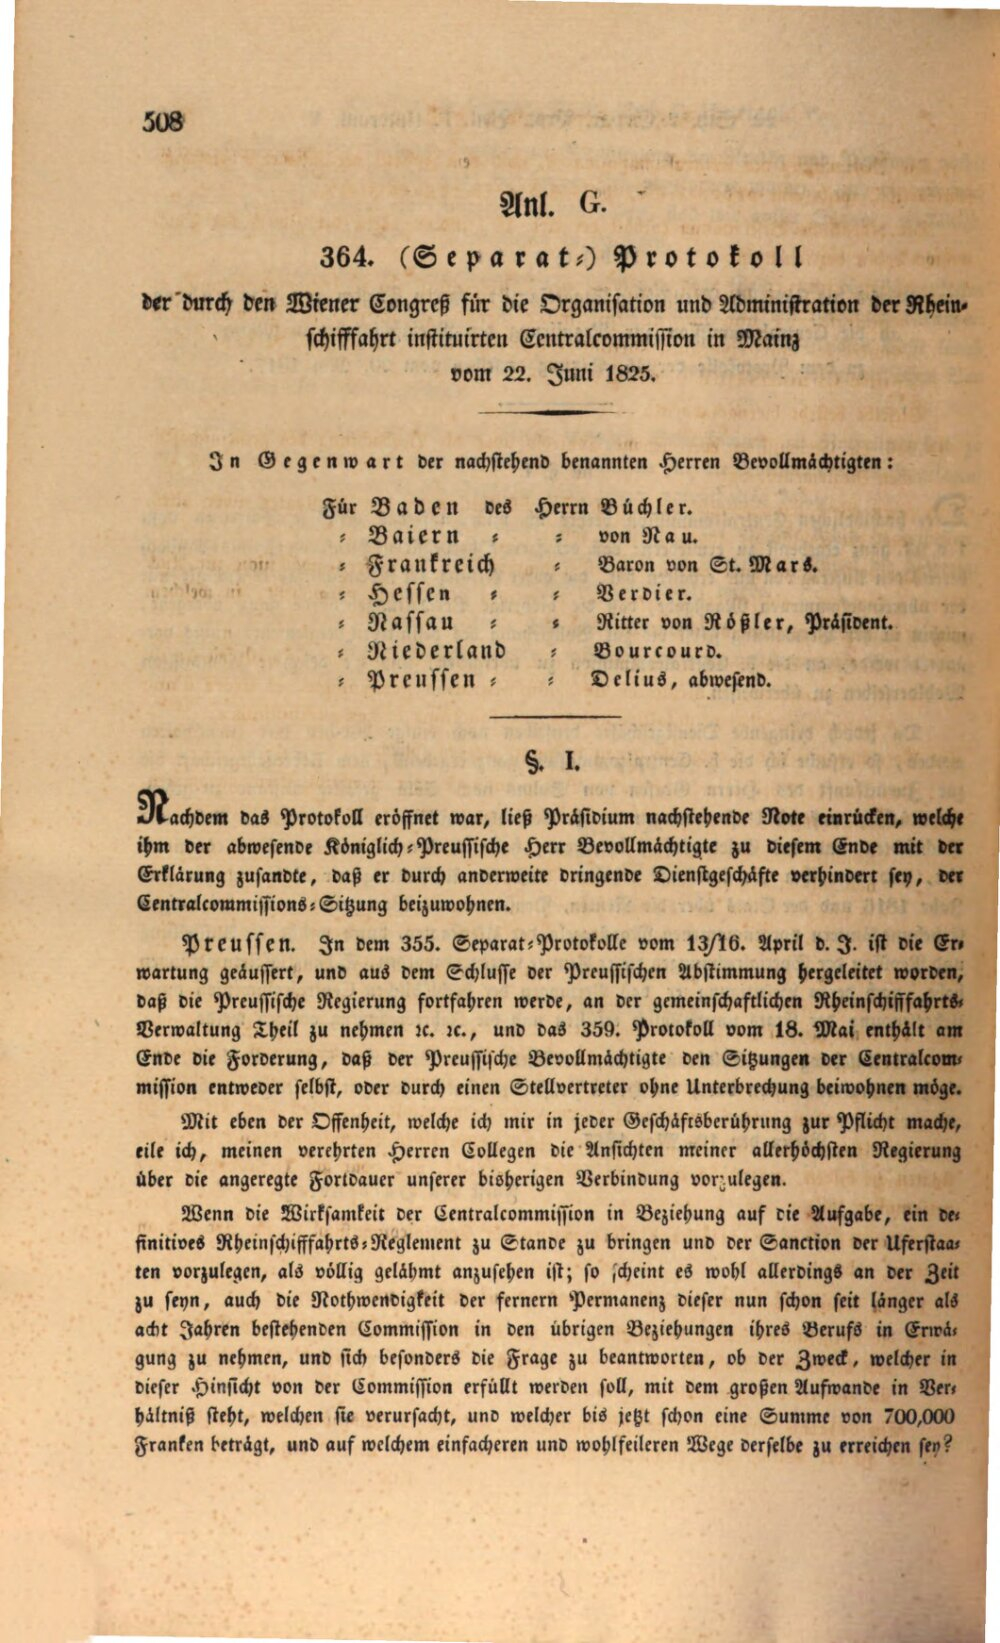 508
Anl. G.
364. (Separat⸗) Protokoll
der durch den Wiener Congreß für die Organisation und Administration der Rhein⸗
schifffahrt instituirten Centralcommission in Mainz
vom 22. Juni 1825.
In Gegenwart der nachstehend benannten Herren Bevollmächtigten:
Für Baden des Herrn Büchler.
⸗ Baiern ⸗ ⸗ von Nau.
⸗ Frankreich ⸗ Baron von St. Mars.
⸗ Hessen ⸗ ⸗ Verdier.
⸗ Nassau ⸗ ⸗ Ritter von Rößler, Präsident.
⸗ Niederland ⸗ Bourcourd.
⸗ Preussen ⸗ ⸗ Delius, abwesend.
§. I.
Nachdem das Protokoll eröffnet war, ließ Präsidium nachstehende Note einrücken, welche
ihm der abwesende Königlich⸗Preussische Herr Bevollmächtigte zu diesem Ende mit der
Erklärung zusandte, daß er durch anderweite dringende Dienstgeschäfte verhindert sey, der
Centralcommissions⸗Sitzung beizuwohnen.
Preussen. In dem 355. Separat⸗Protokolle vom 13/16. April d. J. ist die Er⸗
wartung geäussert, und aus dem Schlusse der Preussischen Abstimmung hergeleitet worden,
daß die Preussische Regierung fortfahren werde, an der gemeinschaftlichen Rheinschifffahrts⸗
Verwaltung Theil zu nehmen ꝛc. ꝛc., und das 359. Protokoll vom 18. Mai enthält am
Ende die Forderung, daß der Preussische Bevollmächtigte den Sitzungen der Centralcom⸗
mission entweder selbst, oder durch einen Stellvertreter ohne Unterbrechung beiwohnen möge.
Mit eben der Offenheit, welche ich mir in jeder Geschäftsberührung zur Pflicht mache,
eile ich, meinen verehrten Herren Collegen die Ansichten meiner allerhöchsten Regierung
über die angeregte Fortdauer unserer bisherigen Verbindung vorzulegen.
Wenn die Wirksamkeit der Centralcommission in Beziehung auf die Aufgabe, ein de⸗
finitives Rheinschifffahrts⸗Reglement zu Stande zu bringen und der Sanction der Uferstaa⸗
ten vorzulegen, als völlig gelähmt anzusehen ist; so scheint es wohl allerdings an der Zeit
zu seyn, auch die Nothwendigkeit der fernern Permanenz dieser nun schon seit länger als
acht Jahren bestehenden Commission in den übrigen Beziehungen ihres Berufs in Erwä⸗
gung zu nehmen, und sich besonders die Frage zu beantworten, ob der Zweck, welcher in
dieser Hinsicht von der Commission erfüllt werden soll, mit dem großen Aufwande in Ver⸗
hältniß steht, welchen sie verursacht, und welcher bis jetzt schon eine Summe von 700,000
Franken beträgt, und auf welchem einfacheren und wohlfeileren Wege derselbe zu erreichen sey?